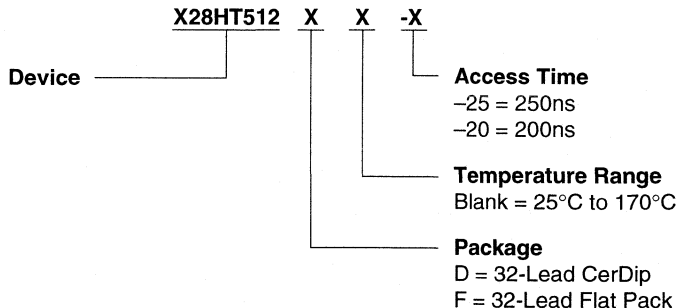 X28HT512 X X -X
Device
Access Time
–25 = 250ns
–20 = 200ns
Temperature Range
Blank = 25°C to 170°C
Package
D = 32-Lead CerDip
F = 32-Lead Flat Pack